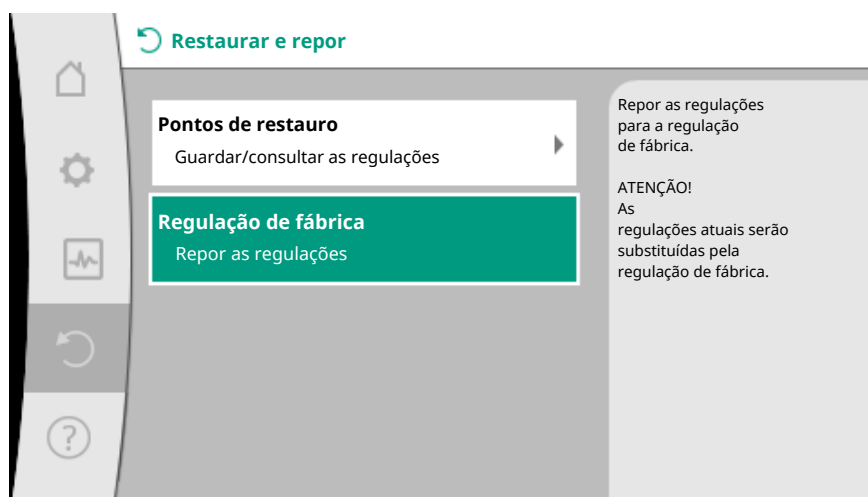 Restaurar e repor
Pontos de restauro
Guardar/consultar as regulações
Regulação de fábrica
Repor as regulações
Repor as regulações
para a regulação
de fábrica.
ATENÇÃO!
As
regulações atuais serão
substituídas pela
regulação de fábrica.
?